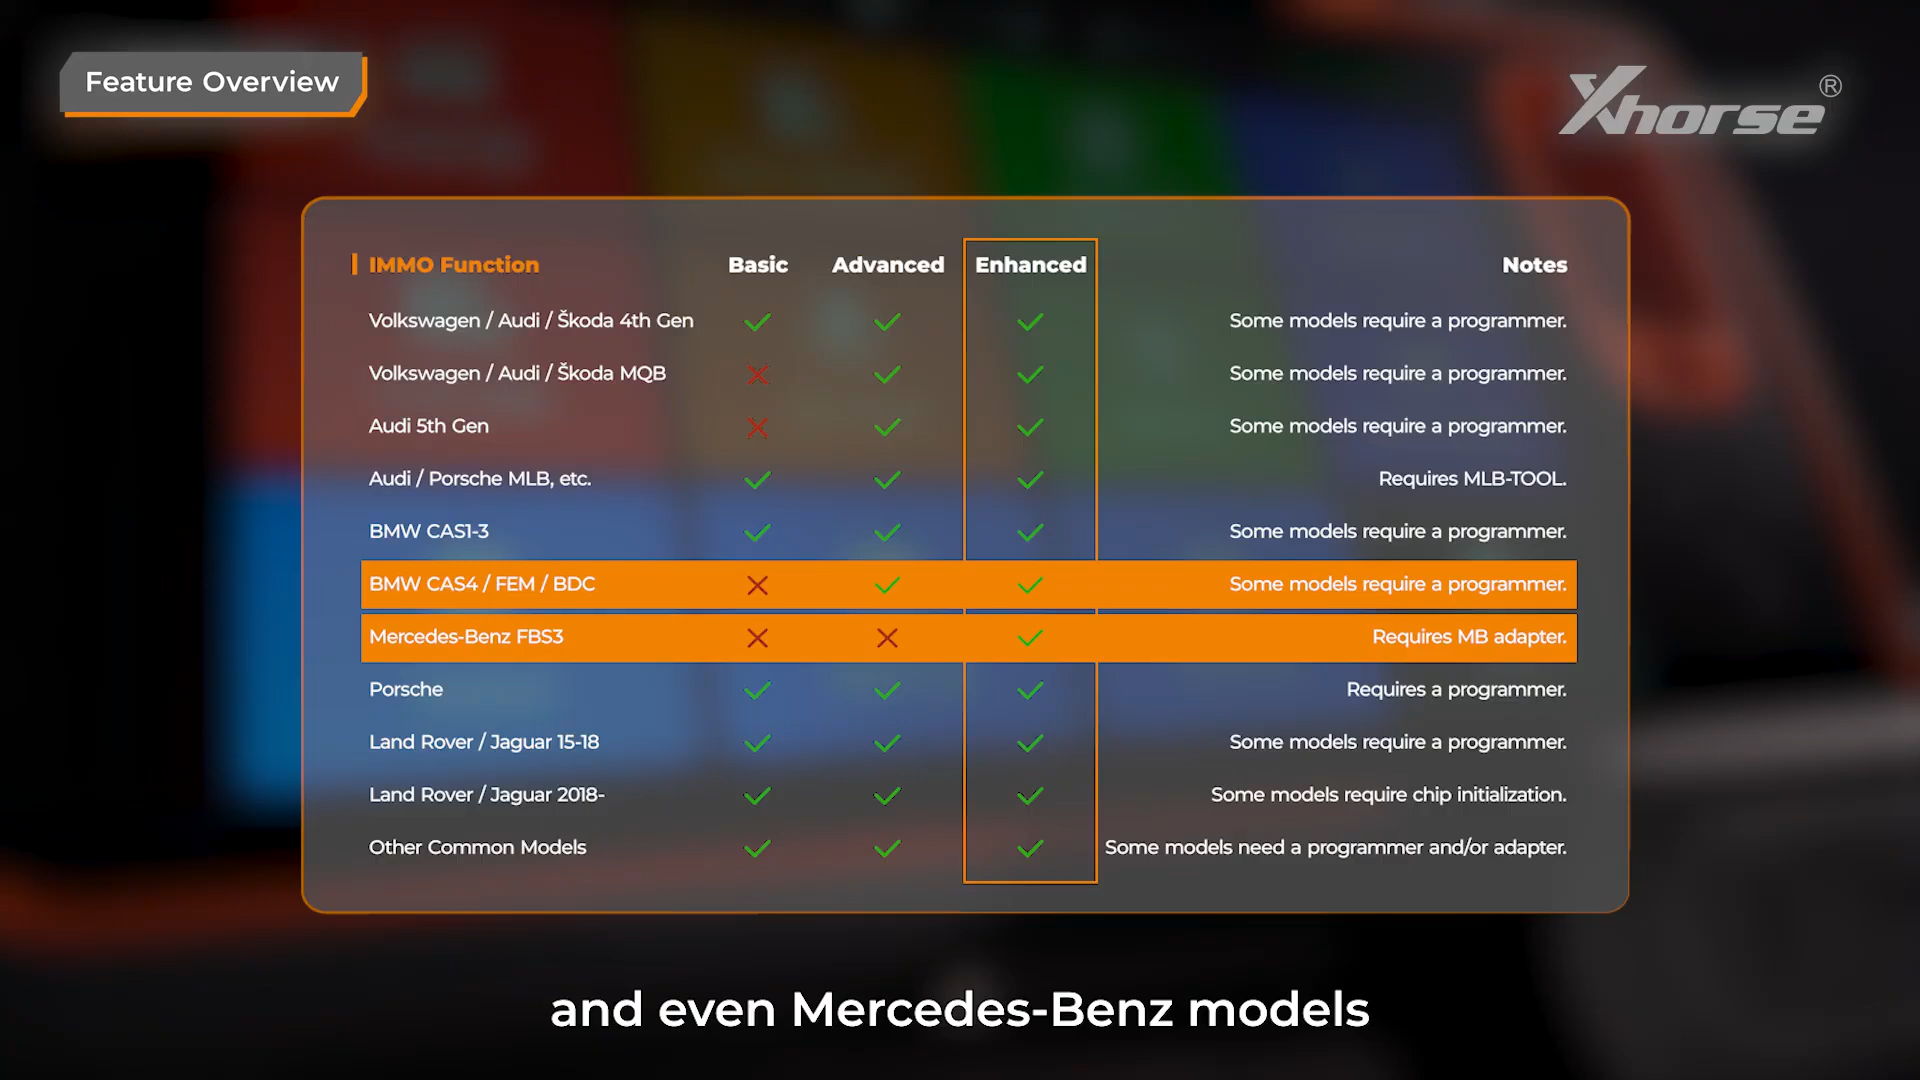 Feature Overview
Xhorse®
IMMO Function Basic Advanced Enhanced Notes
Volkswagen / Audi / Škoda 4th Gen ✓ ✓ ✓ Some models require a programmer.
Volkswagen / Audi / Škoda MQB ✗ ✓ ✓ Some models require a programmer.
Audi 5th Gen ✗ ✓ ✓ Some models require a programmer.
Audi / Porsche MLB, etc. ✓ ✓ ✓ Requires MLB-TOOL.
BMW CAS1-3 ✓ ✓ ✓ Some models require a programmer.
BMW CAS4 / FEM / BDC ✗ ✓ ✓ Some models require a programmer.
Mercedes-Benz FBS3 ✗ ✗ ✓ Requires MB adapter.
Porsche ✓ ✓ ✓ Requires a programmer.
Land Rover / Jaguar 15-18 ✓ ✓ ✓ Some models require a programmer.
Land Rover / Jaguar 2018- ✓ ✓ ✓ Some models require chip initialization.
Other Common Models ✓ ✓ ✓ Some models need a programmer and/or adapter.
and even Mercedes-Benz models